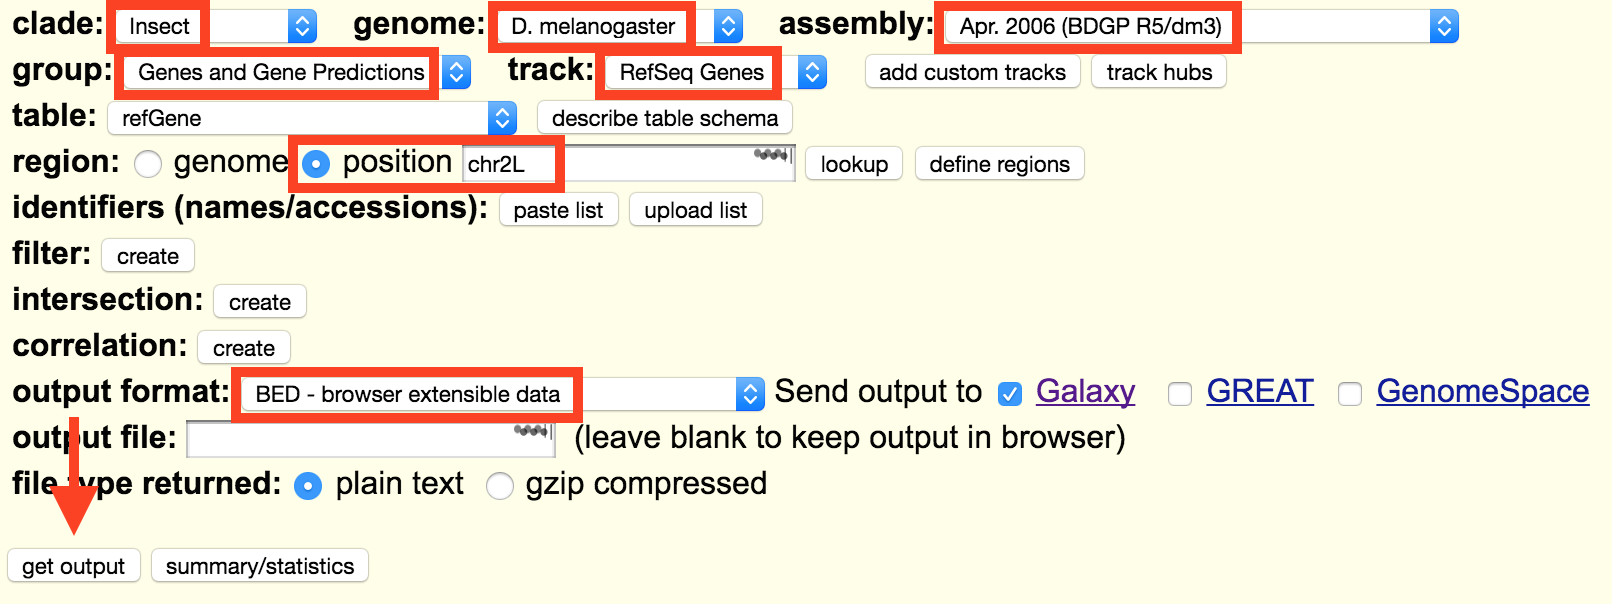 clade: Insect genome: D. melanogaster assembly: Apr. 2006 (BDGP R5/dm3)
group: Genes and Gene Predictions track: RefSeq Genes add custom tracks track hubs
table: refGene describe table schema
region: genome position chr2L lookup define regions
identifiers (names/accessions): paste list upload list
filter: create
intersection: create
correlation: create
output format: BED - browser extensible data Send output to Galaxy GREAT GenomeSpace
output file: (leave blank to keep output in browser)
file type returned: plain text gzip compressed
get output summary/statistics